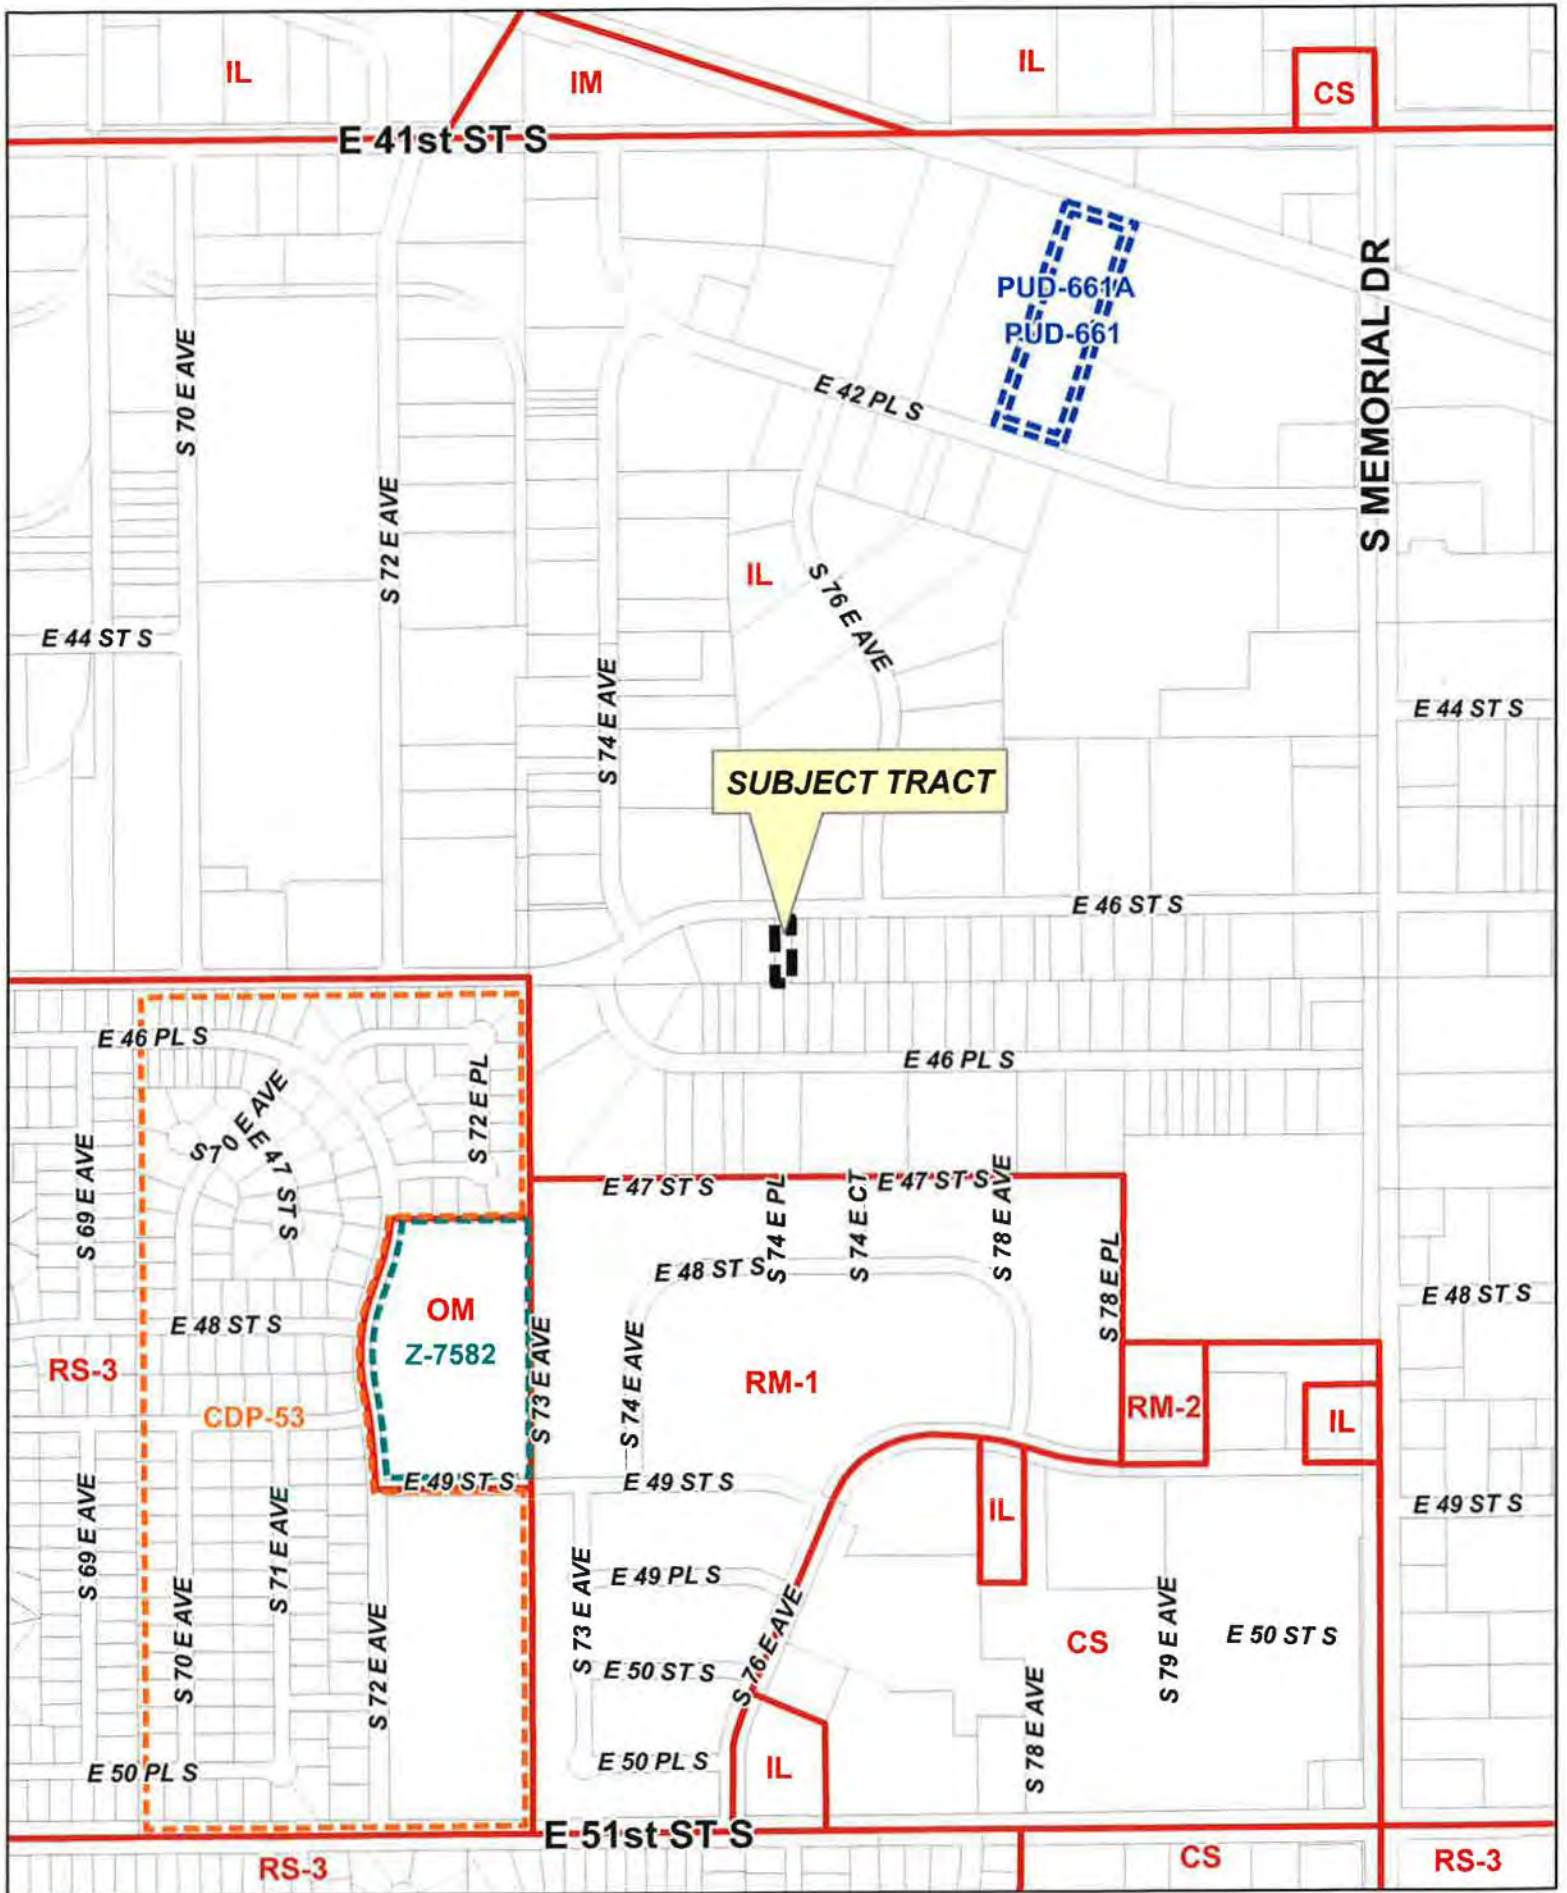 IL
IM
IL
CS
E 41st ST S
S MEMORIAL DR
PUD-661A
PUD-661
S 70 E AVE
E 42 PL S
S 72 E AVE
IL
S 76 E AVE
E 44 ST S
S 74 E AVE
E 44 ST S
SUBJECT TRACT
E 46 ST S
E 46 PL S
E 46 PL S
S 72 E PL
S 70 E AVE
E 47 ST S
S 69 E AVE
E 47 ST S
S 74 E PL
S 74 E CT
E 47 ST S
S 78 E AVE
S 78 E PL
E 48 ST S
E 48 ST S
OM
Z-7582
E 48 ST S
RS-3
S 73 E AVE
S 74 E AVE
RM-1
RM-2
IL
CDP-53
E 49 ST S
E 49 ST S
IL
E 49 ST S
S 69 E AVE
S 71 E AVE
S 70 E AVE
S 72 E AVE
S 73 E AVE
E 49 PL S
S 76 E AVE
E 50 ST S
CS
S 79 E AVE
E 50 ST S
S 78 E AVE
E 50 PL S
E 50 PL S
IL
E 51st ST S
RS-3
CS
RS-3